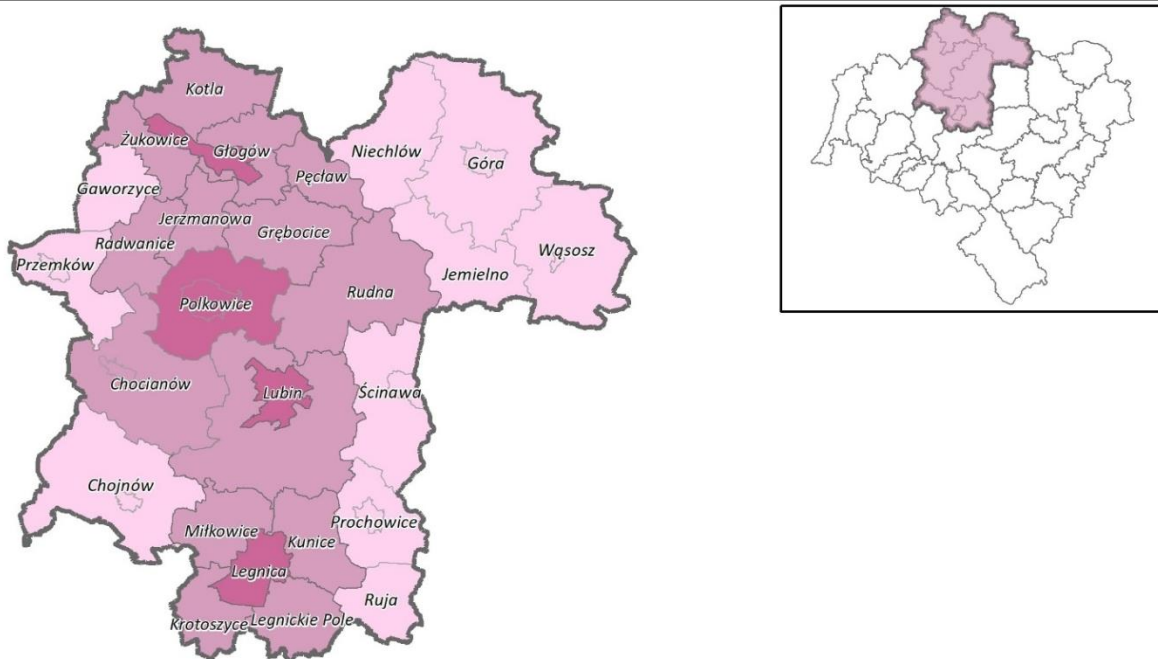 Kotla
Żukowice
Głogów
Niechlów
Góra
Pęcław
Gaworzyce
Jerzmanowa
Grębocice
Radwanice
Wąsosz
Przemków
Jemielno
Rudna
Polkowice
Chocianów
Lubin
Ścinawa
Chojnów
Prochowice
Miłkowice
Kunice
Legnica
Ruja
Krotoszyce
Legnickie Pole